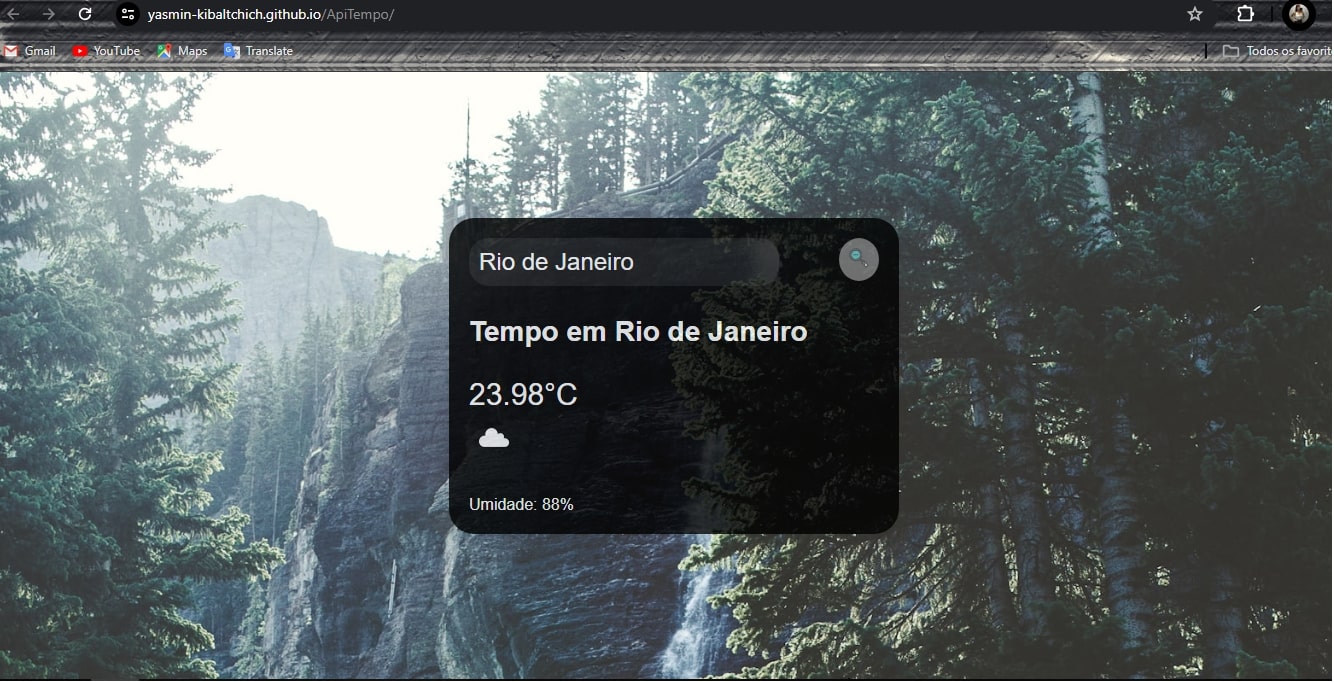 yasmin-kibaltchich.github.io/ApiTempo/
Gmail YouTube Maps Translate Todos os favorit
Rio de Janeiro
Tempo em Rio de Janeiro
23.98°C
Umidade: 88%